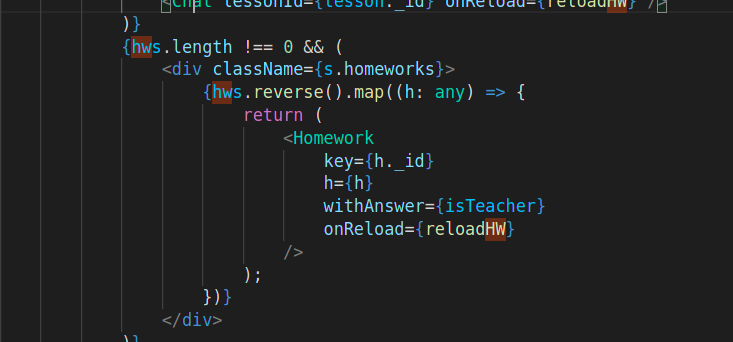 <Chat lessonId={lesson._id} onReload={reloadHW} />
)}
{hws.length !== 0 && (
<div className={s.homeworks}>
{hws.reverse().map((h: any) => {
return (
<Homework
key={h._id}
h={h}
withAnswer={isTeacher}
onReload={reloadHW}
/>
);
})}
</div>
)}